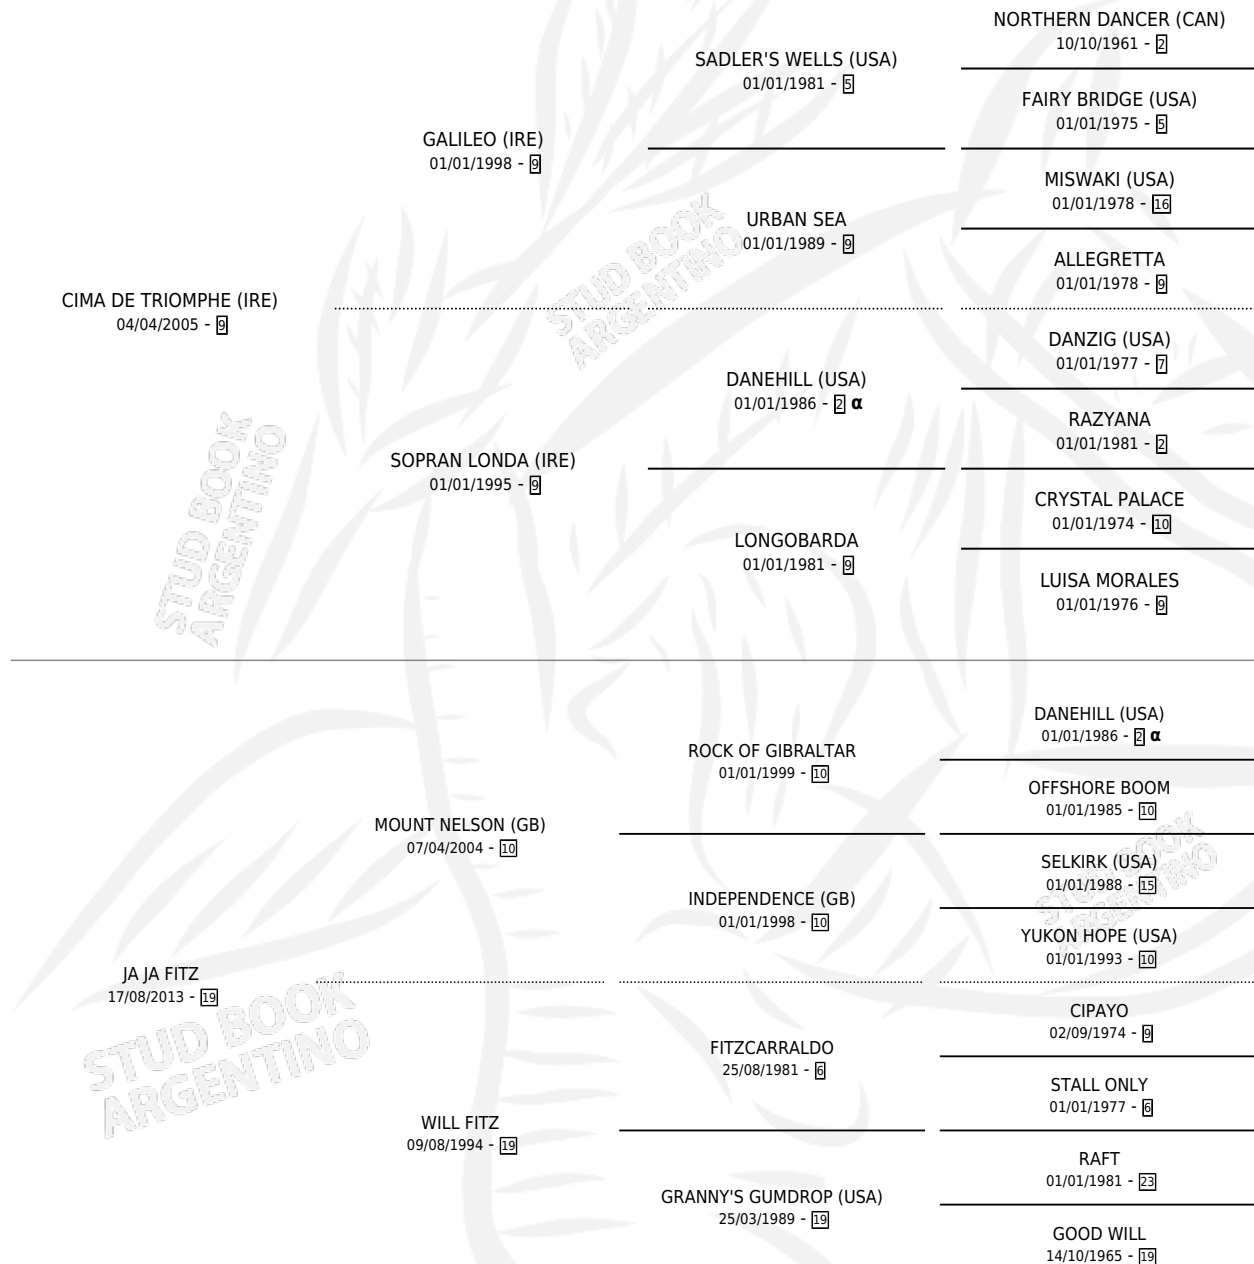 NORTHERN DANCER (CAN)
10/10/1961 - 2
SADLER'S WELLS (USA)
01/01/1981 - 5
FAIRY BRIDGE (USA)
01/01/1975 - 5
GALILEO (IRE)
01/01/1998 - 9
MISWAKI (USA)
01/01/1978 - 16
URBAN SEA
01/01/1989 - 9
ALLEGRETTA
01/01/1978 - 9
CIMA DE TRIOMPHE (IRE)
04/04/2005 - 9
DANZIG (USA)
01/01/1977 - 7
DANEHILL (USA)
01/01/1986 - 2 α
RAZYANA
01/01/1981 - 2
SOPRAN LONDA (IRE)
01/01/1995 - 9
CRYSTAL PALACE
01/01/1974 - 10
LONGOBARDA
01/01/1981 - 9
LUISA MORALES
01/01/1976 - 9
DANEHILL (USA)
01/01/1986 - 2 α
ROCK OF GIBRALTAR
01/01/1999 - 10
OFFSHORE BOOM
01/01/1985 - 10
MOUNT NELSON (GB)
07/04/2004 - 10
SELKIRK (USA)
01/01/1988 - 15
INDEPENDENCE (GB)
01/01/1998 - 10
YUKON HOPE (USA)
01/01/1993 - 10
JA JA FITZ
17/08/2013 - 19
CIPAYO
02/09/1974 - 9
FITZCARRALDO
25/08/1981 - 6
STALL ONLY
01/01/1977 - 6
WILL FITZ
09/08/1994 - 19
RAFT
01/01/1981 - 23
GRANNY'S GUMDROP (USA)
25/03/1989 - 19
GOOD WILL
14/10/1965 - 19
STUD BOOK
ARGENTINO
STUD BOOK
ARGENTINO
STUD BOOK
ARGENTINO
STUD BOOK
ARGENTINO